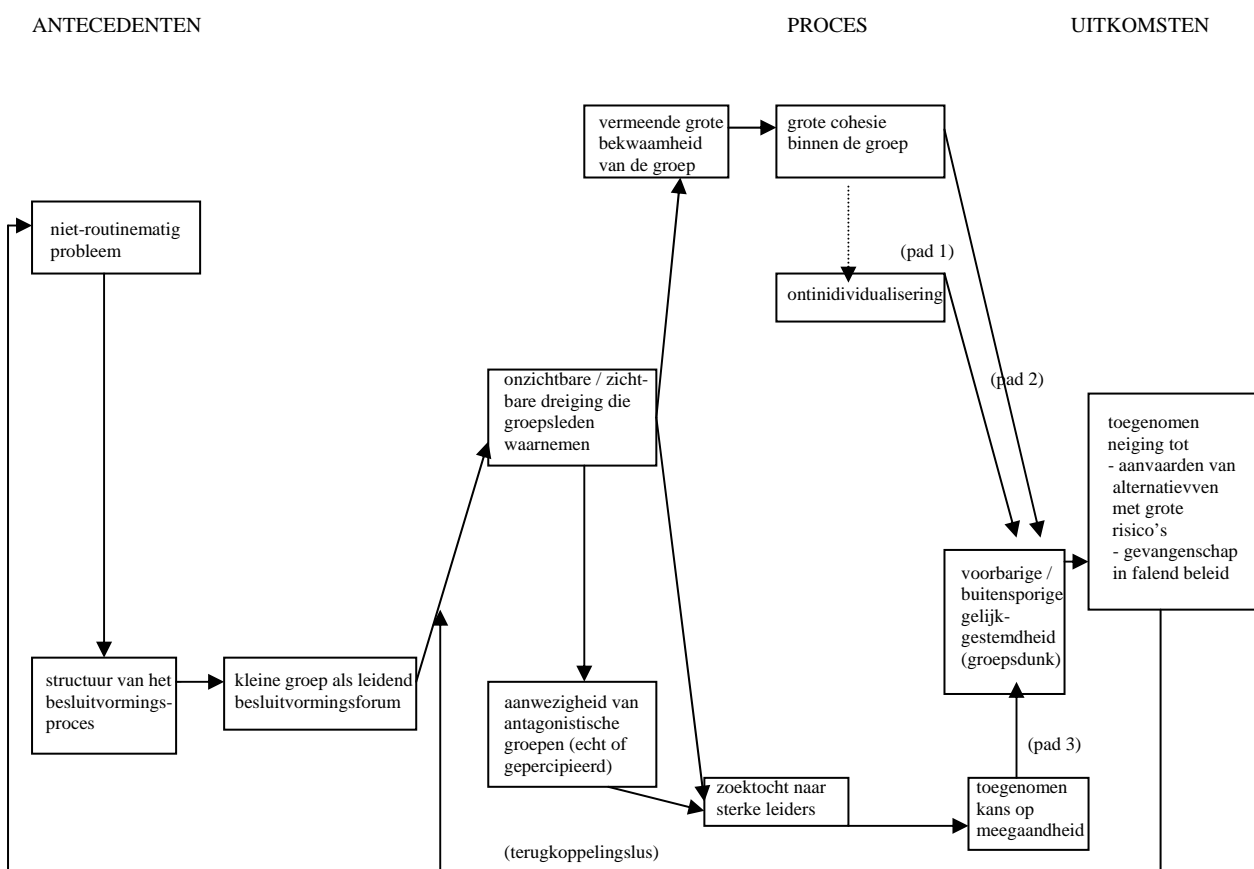 ANTECEDENTEN
PROCES
UITKOMSTEN
vermeende grote
bekwaamheid
van de groep
grote cohesie
binnen de groep
niet-routinematig
probleem
(pad 1)
ontinidividualisering
onzichtbare / zicht-
bare dreiging die
groepsleden
waarnemen
(pad 2)
toegenomen
neiging tot
- aanvaarden van
alternatievven
met grote
risico's
- gevangenschap
in falend beleid
voorbarige /
buitensporige
gelijk-
gestemdheid
(groepsdunk)
structuur van het
besluitvormings-
proces
kleine groep als leidend
besluitvormingsforum
aanwezigheid van
antagonistische
groepen (echt of
gepercipieerd)
(pad 3)
zoektocht naar
sterke leiders
toegenomen
kans op
meegaandheid
(terugkoppelingslus)